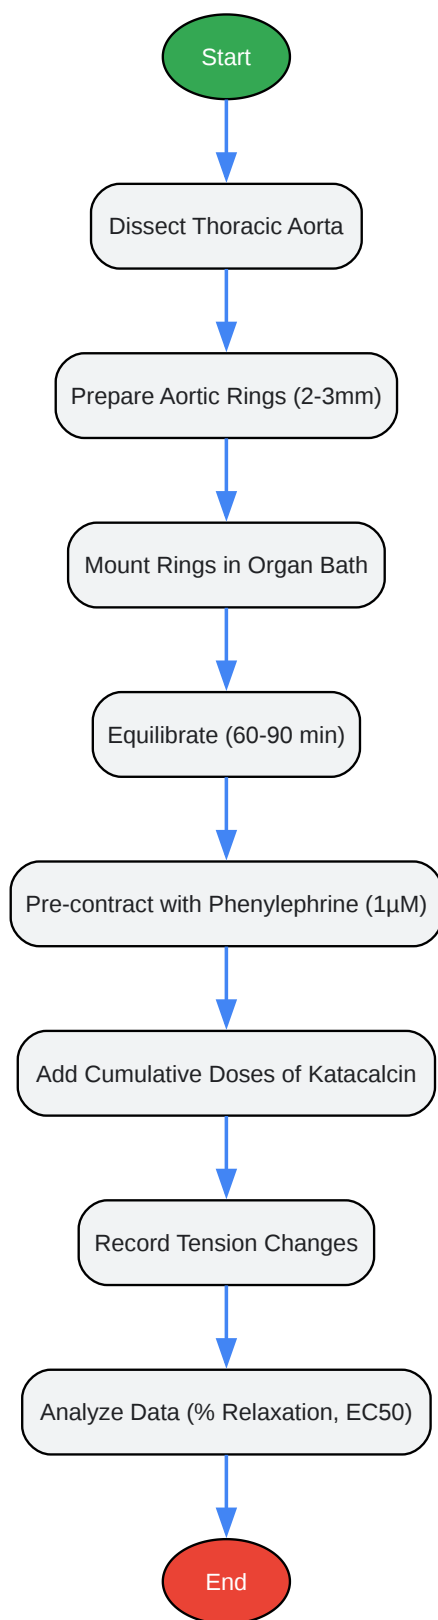 Start
Dissect Thoracic Aorta
Prepare Aortic Rings (2-3mm)
Mount Rings in Organ Bath
Equilibrate (60-90 min)
Pre-contract with Phenylephrine (1µM)
Add Cumulative Doses of Katacalcin
Record Tension Changes
Analyze Data (% Relaxation, EC50)
End